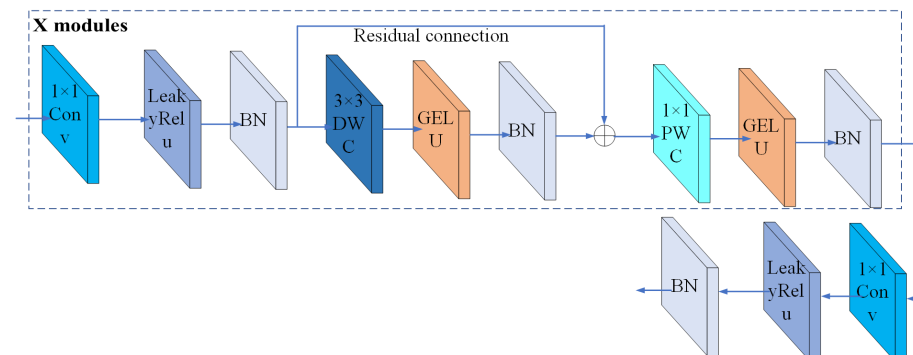 X modules
Residual connection
1×1
Con
v
Leak
yRel
u
BN
3×3
DW
C
GEL
U
BN
1×1
PW
C
GEL
U
BN
BN
Leak
yRel
u
1×1
Con
v